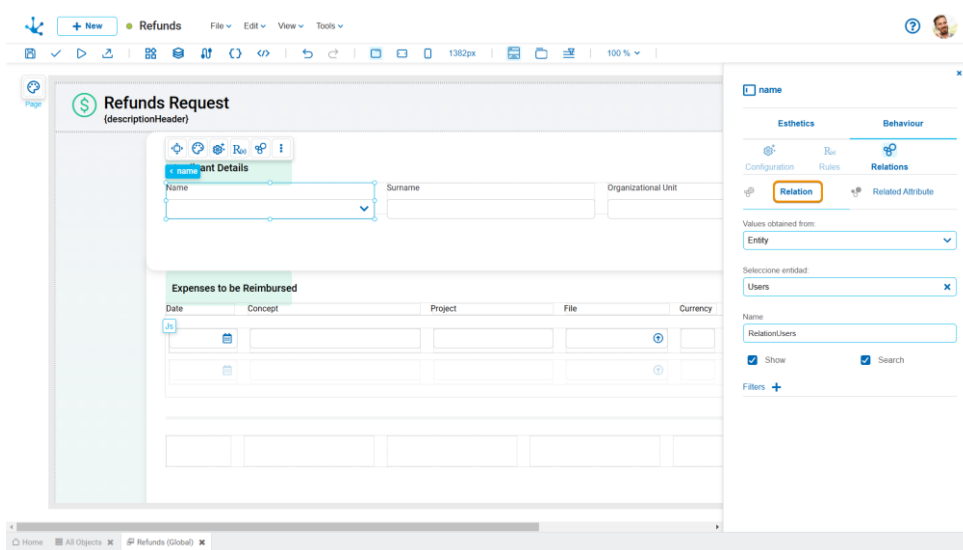 + New
Refunds
File
Edit
View
Tools
1382px
100 %
Page
Refunds Request
{descriptionHeader}
name
ant Details
Name
Surname
Organizational Unit
Expenses to be Reimbursed
Date
Concept
Project
File
Currency
Js
name
Esthetics
Behaviour
Configuration
Rules
Relations
Relation
Related Attribute
Values obtained from:
Entity
Seleccione entidad:
Users
Name
RelationUsers
Show
Search
Filters +
Home
All Objects
Refunds (Global)